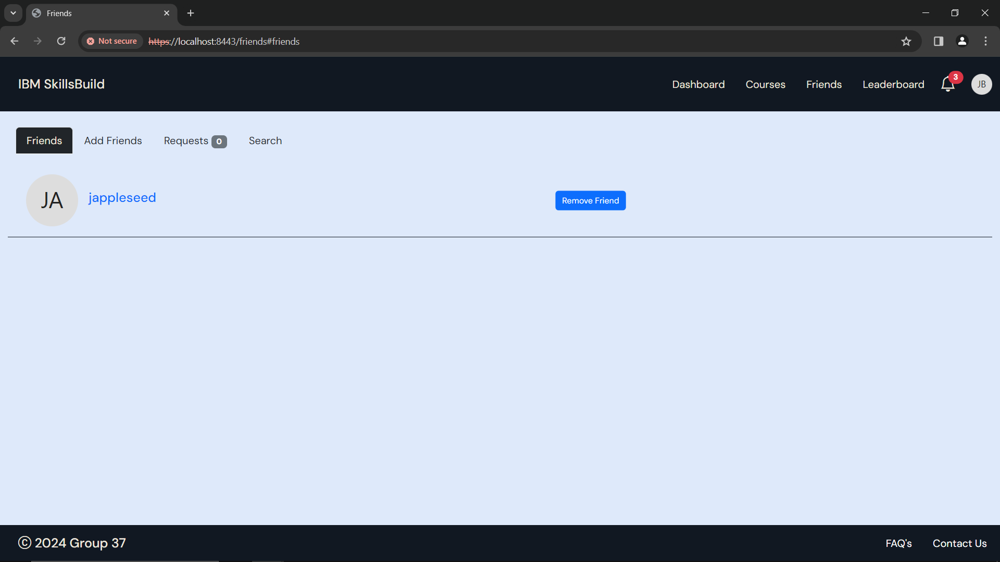 Friends
Not secure https://localhost:8443/friends#friends
IBM SkillsBuild Dashboard Courses Friends Leaderboard 3 JB
Friends Add Friends Requests 0 Search
JA jappleseed Remove Friend
© 2024 Group 37 FAQ's Contact Us